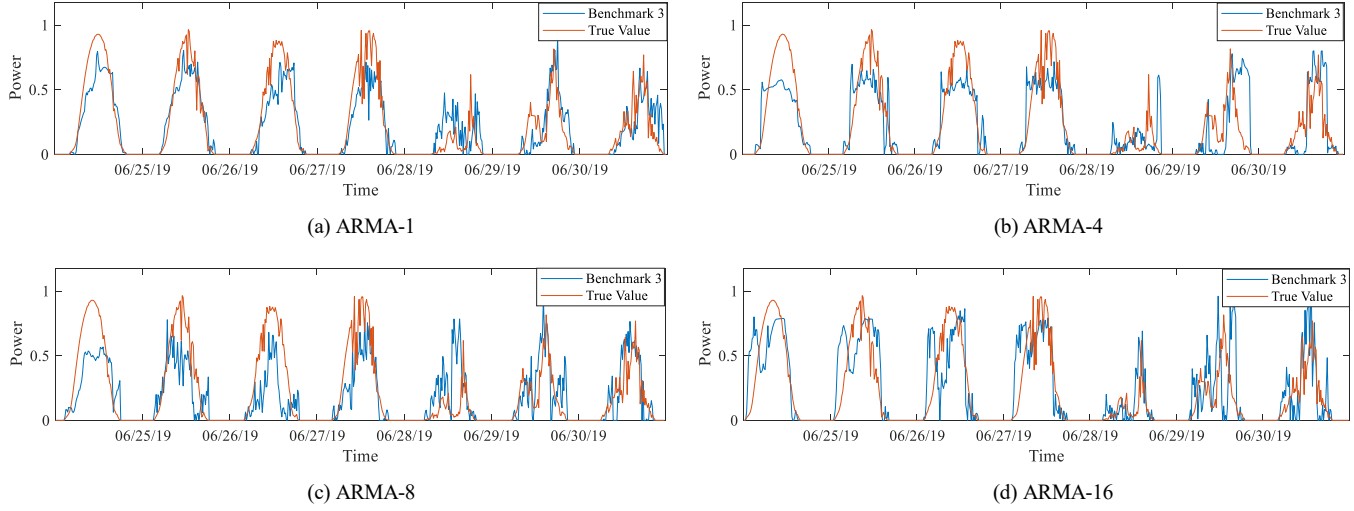 Benchmark 3
True Value
1
0.5
0
Power
06/25/19 06/26/19 06/27/19 06/28/19 06/29/19 06/30/19
Time
(a) ARMA-1
Benchmark 3
True Value
1
0.5
0
Power
06/25/19 06/26/19 06/27/19 06/28/19 06/29/19 06/30/19
Time
(b) ARMA-4
Benchmark 3
True Value
1
0.5
0
Power
06/25/19 06/26/19 06/27/19 06/28/19 06/29/19 06/30/19
Time
(c) ARMA-8
Benchmark 3
True Value
1
0.5
0
Power
06/25/19 06/26/19 06/27/19 06/28/19 06/29/19 06/30/19
Time
(d) ARMA-16